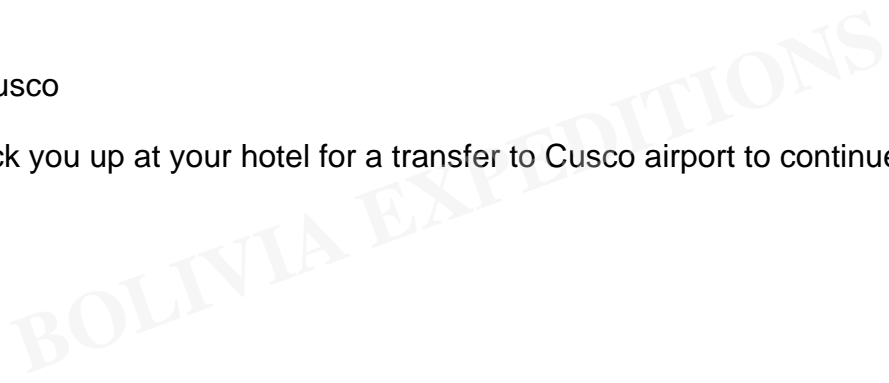 usco
ck you up at your hotel for a transfer to Cusco airport to continue
BOLIVIA EXPEDITIONS